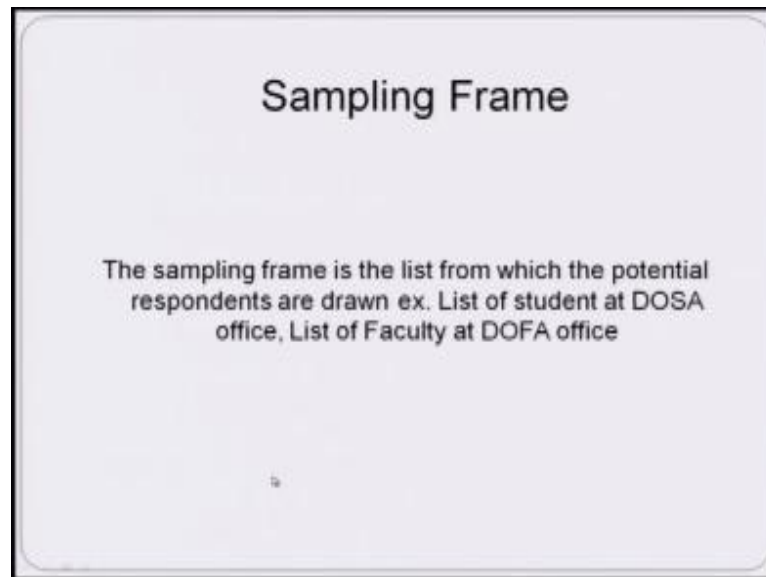 Sampling Frame
The sampling frame is the list from which the potential
respondents are drawn ex. List of student at DOSA
office, List of Faculty at DOFA office